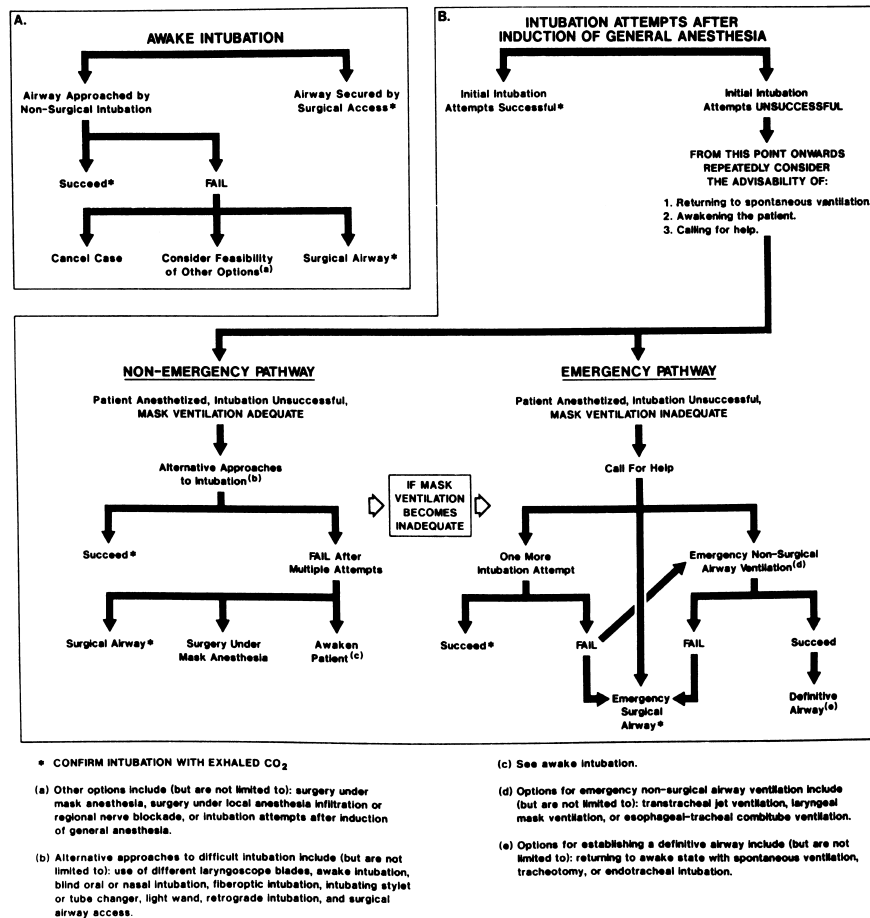 A.
AWAKE INTUBATION
Airway Approached by
Non-Surgical Intubation
Airway Secured by
Surgical Access*
Succeed*
FAIL
Cancel Case
Consider Feasibility
of Other Options(a)
Surgical Airway*
B.
INTUBATION ATTEMPTS AFTER
INDUCTION OF GENERAL ANESTHESIA
Initial Intubation
Attempts Successful*
Initial Intubation
Attempts UNSUCCESSFUL
FROM THIS POINT ONWARDS
REPEATEDLY CONSIDER
THE ADVISABILITY OF:
1. Returning to spontaneous ventilation.
2. Awakening the patient.
3. Calling for help.
NON-EMERGENCY PATHWAY
Patient Anesthetized, Intubation Unsuccessful,
MASK VENTILATION ADEQUATE
Alternative Approaches
to Intubation(b)
Succeed*
FAIL After
Multiple Attempts
Surgical Airway*
Surgery Under
Mask Anesthesia
Awaken
Patient(c)
IF MASK
VENTILATION
BECOMES
INADEQUATE
EMERGENCY PATHWAY
Patient Anesthetized, Intubation Unsuccessful,
MASK VENTILATION INADEQUATE
Call For Help
One More
Intubation Attempt
Emergency Non-Surgical
Airway Ventilation(d)
Succeed*
FAIL
FAIL
Succeed
Emergency
Surgical
Airway*
Definitive
Airway(e)
* CONFIRM INTUBATION WITH EXHALED CO2
(a) Other options include (but are not limited to): surgery under
mask anesthesia, surgery under local anesthesia infiltration or
regional nerve blockade, or intubation attempts after induction
of general anesthesia.
(b) Alternative approaches to difficult intubation include (but are not
limited to): use of different laryngoscope blades, awake intubation,
blind oral or nasal intubation, fiberoptic intubation, intubating stylet
or tube changer, light wand, retrograde intubation, and surgical
airway access.
(c) See awake intubation.
(d) Options for emergency non-surgical airway ventilation include
(but are not limited to): transtracheal jet ventilation, laryngeal
mask ventilation, or esophageal-tracheal combitube ventilation.
(e) Options for establishing a definitive airway include (but are not
limited to): returning to awake state with spontaneous ventilation,
tracheotomy, or endotracheal intubation.